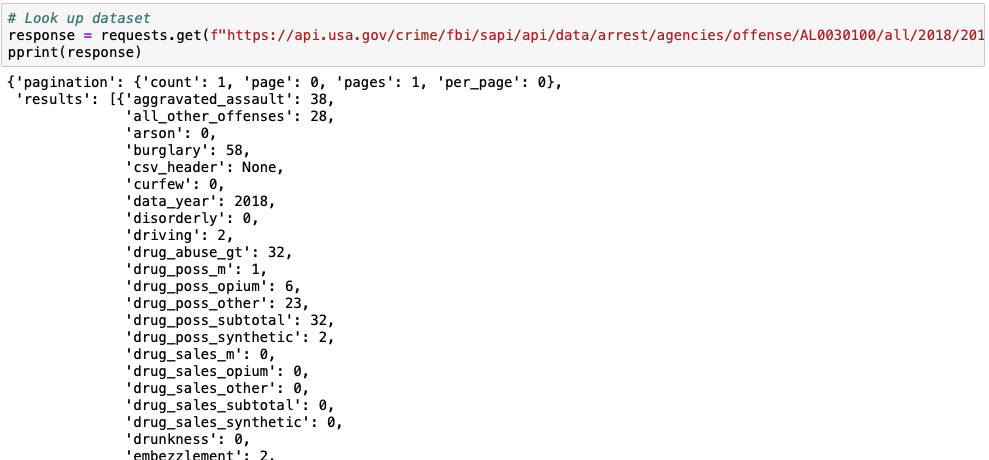 # Look up dataset
response = requests.get(f"https://api.usa.gov/crime/fbi/sapi/api/data/arrest/agencies/offense/AL0030100/all/2018/201
pprint(response)
{'pagination': {'count': 1, 'page': 0, 'pages': 1, 'per_page': 0},
'results': [{'aggravated_assault': 38,
'all_other_offenses': 28,
'arson': 0,
'burglary': 58,
'csv_header': None,
'curfew': 0,
'data_year': 2018,
'disorderly': 0,
'driving': 2,
'drug_abuse_gt': 32,
'drug_poss_m': 1,
'drug_poss_opium': 6,
'drug_poss_other': 23,
'drug_poss_subtotal': 32,
'drug_poss_synthetic': 2,
'drug_sales_m': 0,
'drug_sales_opium': 0,
'drug_sales_other': 0,
'drug_sales_subtotal': 0,
'drug_sales_synthetic': 0,
'drunkness': 0,
'embezzlement': 2,